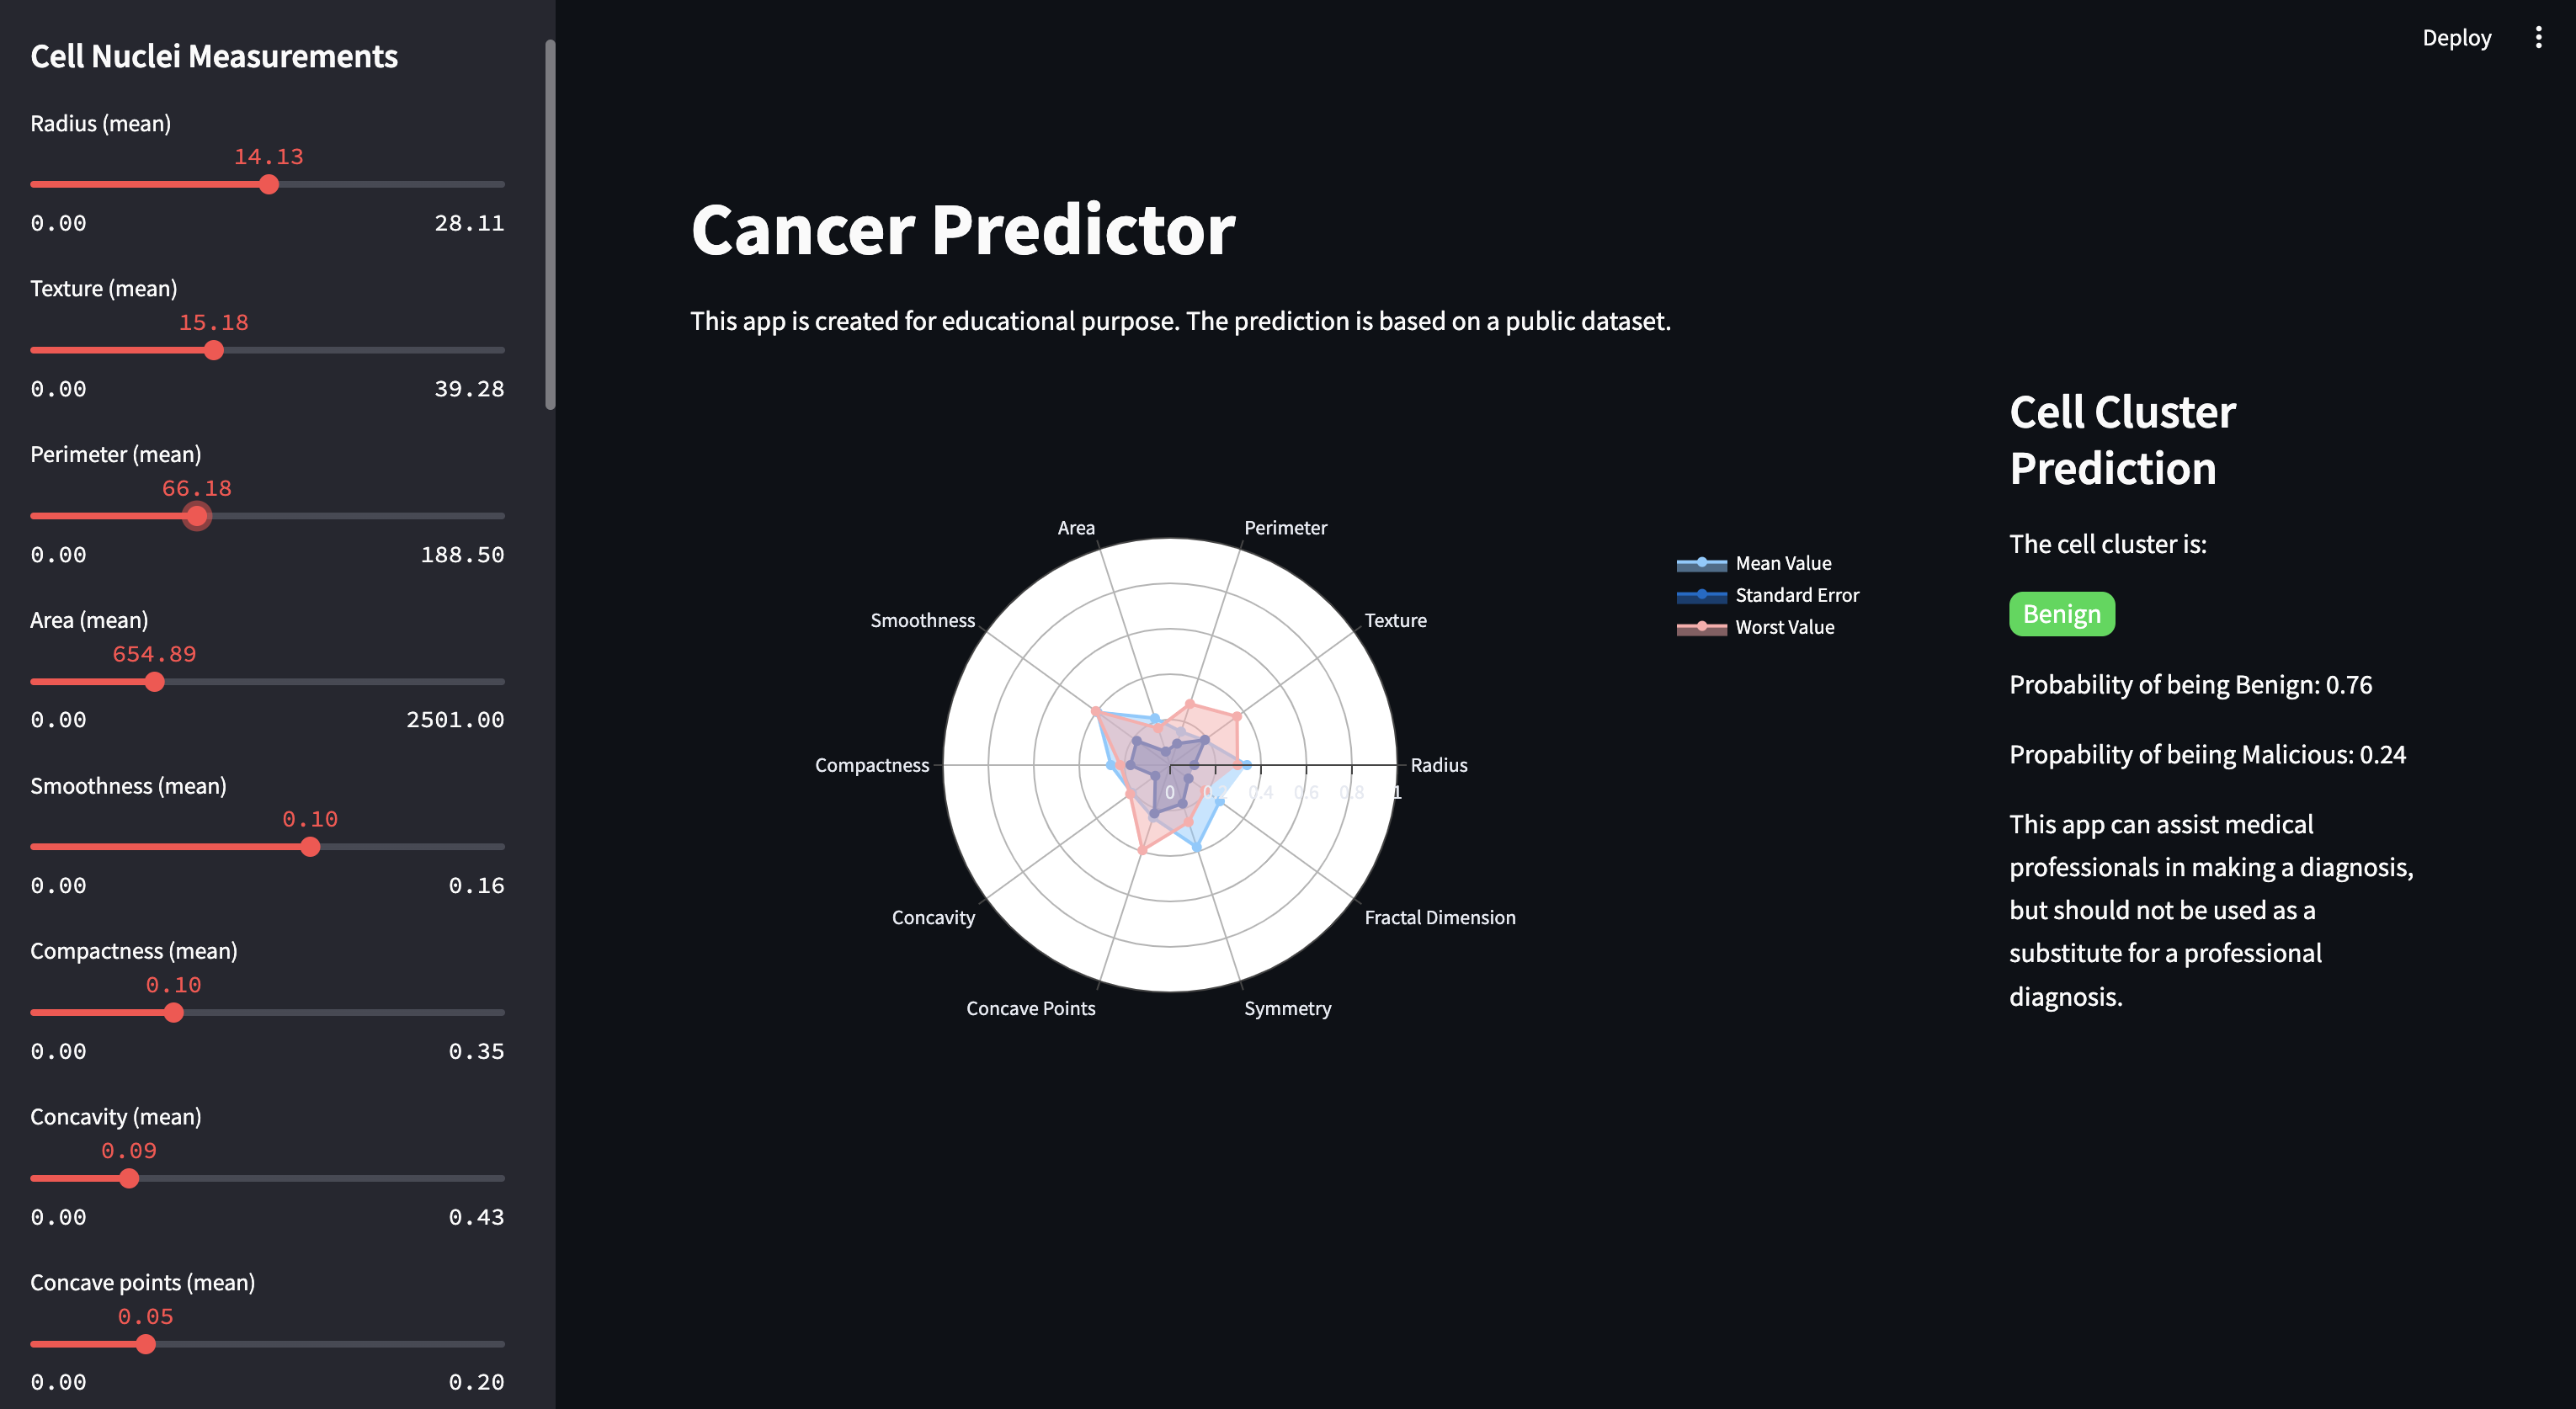 Cell Nuclei Measurements
Radius (mean)
14.13
0.00 28.11
Texture (mean)
15.18
0.00 39.28
Perimeter (mean)
66.18
0.00 188.50
Area (mean)
654.89
0.00 2501.00
Smoothness (mean)
0.10
0.00 0.16
Compactness (mean)
0.10
0.00 0.35
Concavity (mean)
0.09
0.00 0.43
Concave points (mean)
0.05
0.00 0.20
Deploy
Cancer Predictor
This app is created for educational purpose. The prediction is based on a public dataset.
Area Perimeter
Smoothness Texture
Compactness Radius
0 0.2 0.4 0.6 0.8 1
Concavity Fractal Dimension
Concave Points Symmetry
Mean Value
Standard Error
Worst Value
Cell Cluster
Prediction
The cell cluster is:
Benign
Probability of being Benign: 0.76
Propability of beiing Malicious: 0.24
This app can assist medical
professionals in making a diagnosis,
but should not be used as a
substitute for a professional
diagnosis.